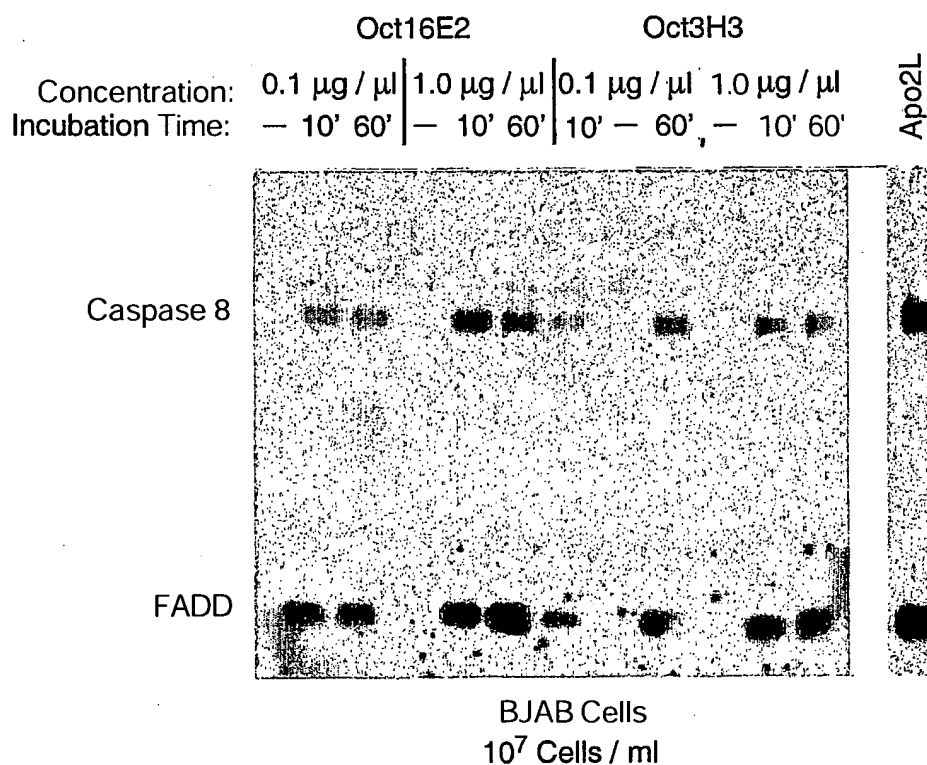 Oct16E2 Oct3H3
Apo2L
Concentration: 0.1 µg / µl 1.0 µg / µl 0.1 µg / µl 1.0 µg / µl
Incubation Time: – 10' 60' – 10' 60' 10' – 60' , – 10' 60'
Caspase 8
FADD
BJAB Cells
10⁷ Cells / ml